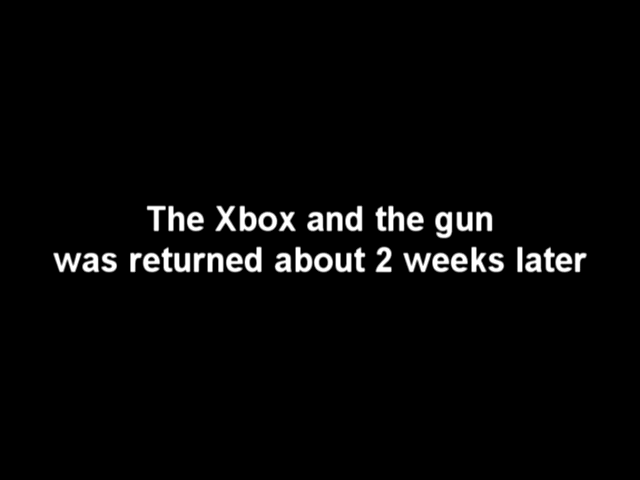 The Xbox and the gun
was returned about 2 weeks later